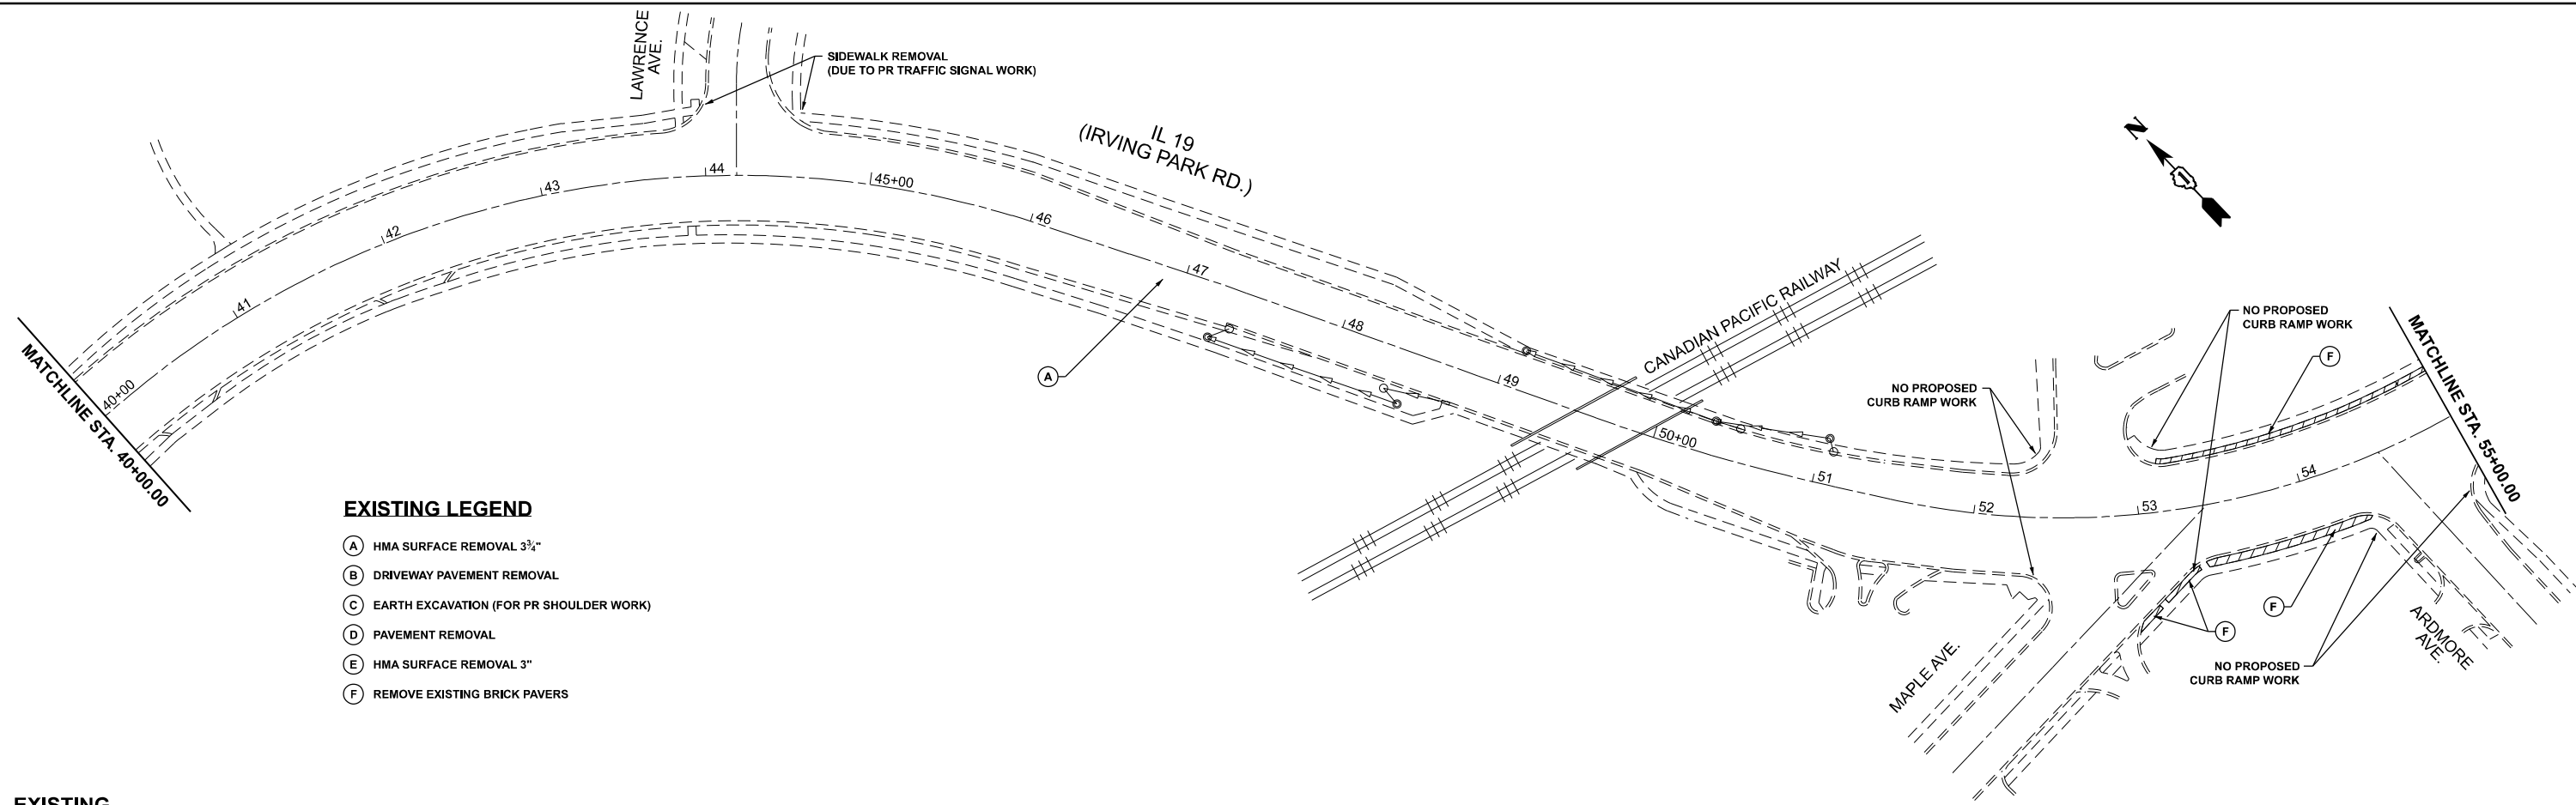 LAWRENCE
AVE.
SIDEWALK REMOVAL
(DUE TO PR TRAFFIC SIGNAL WORK)
IL 19
(IRVING PARK RD.)
N
MATCHLINE STA. 40+00.00
40+00
41
42
43
44
45+00
46
47
48
49
50+00
51
52
53
54
A
CANADIAN PACIFIC RAILWAY
NO PROPOSED
CURB RAMP WORK
NO PROPOSED
CURB RAMP WORK
F
MATCHLINE STA. 55+00.00
EXISTING LEGEND
A HMA SURFACE REMOVAL 3¾"
B DRIVEWAY PAVEMENT REMOVAL
C EARTH EXCAVATION (FOR PR SHOULDER WORK)
D PAVEMENT REMOVAL
E HMA SURFACE REMOVAL 3"
F REMOVE EXISTING BRICK PAVERS
MAPLE AVE.
F
F
NO PROPOSED
CURB RAMP WORK
ARDMORE
AVE.
EXISTING